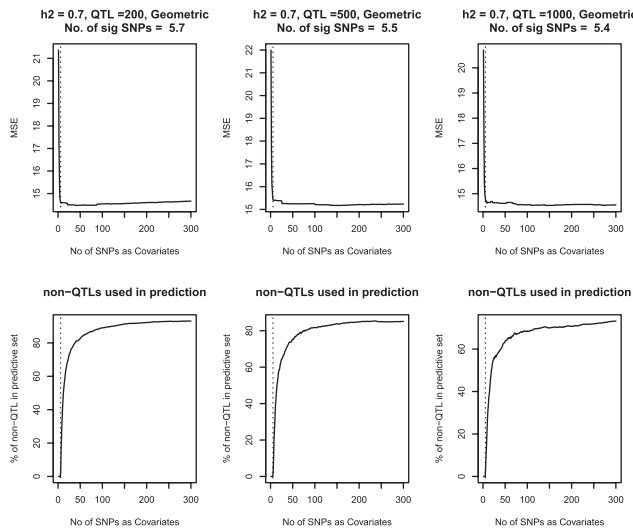 h2 = 0.7, QTL =200, Geometric
No. of sig SNPs = 5.7
MSE
22
21
20
19
18
17
16
15
0 50 100 200 300
No of SNPs as Covariates
h2 = 0.7, QTL =500, Geometric
No. of sig SNPs = 5.5
MSE
22
21
20
19
18
17
16
15
0 50 100 200 300
No of SNPs as Covariates
h2 = 0.7, QTL =1000, Geometri
No. of sig SNPs = 5.4
MSE
20
19
18
17
16
15
0 50 100 200 300
No of SNPs as Covariates
non−QTLs used in prediction
% of non−QTL in predictive set
80
60
40
20
0
0 50 100 200 300
No of SNPs as Covariates
non−QTLs used in prediction
% of non−QTL in predictive set
80
60
40
20
0
0 50 100 200 300
No of SNPs as Covariates
non−QTLs used in prediction
% of non−QTL in predictive set
60
40
20
0
0 50 100 200 300
No of SNPs as Covariates